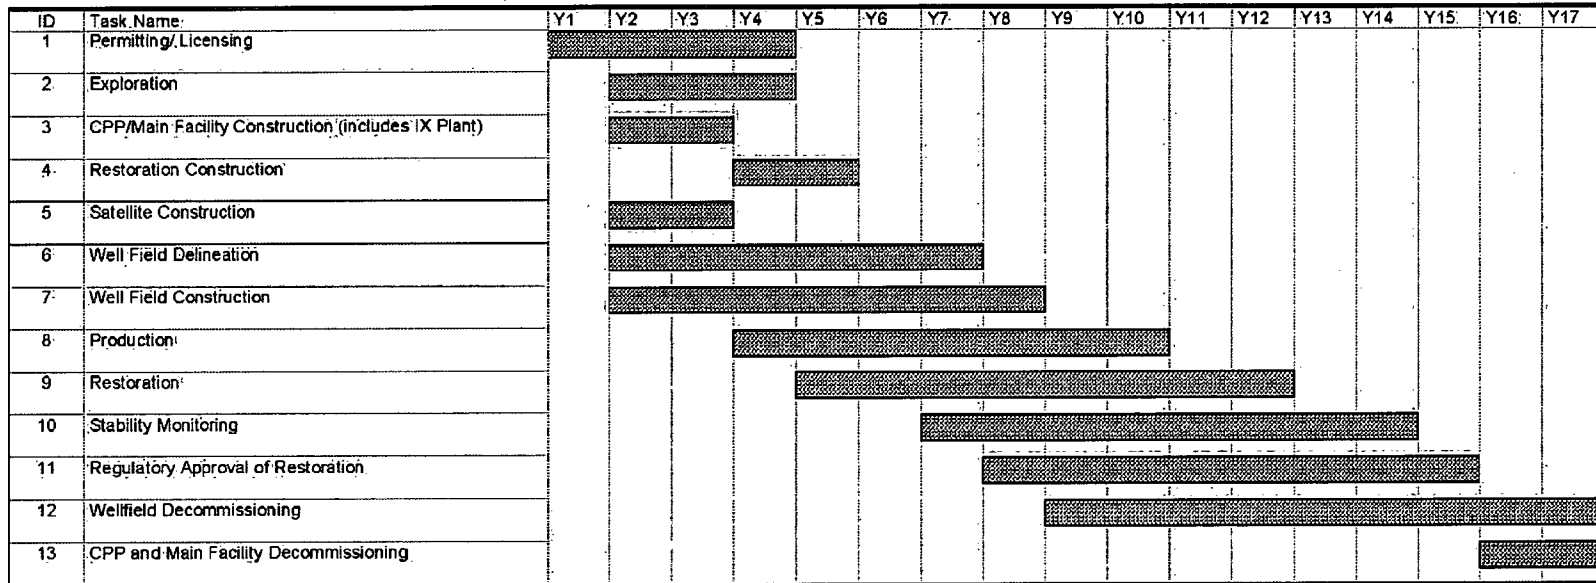 ID Task Name Y1 Y2 Y3 Y4 Y5 Y6 Y7 Y8 Y9 Y10 Y11 Y12 Y13 Y14 Y15 Y16 Y17
1 Permitting/Licensing
2 Exploration
3 CPP/Main Facility Construction (includes IX Plant)
4 Restoration Construction
5 Satellite Construction
6 Well Field Delineation
7 Well Field Construction
8 Production
9 Restoration
10 Stability Monitoring
11 Regulatory Approval of Restoration
12 Wellfield Decommissioning
13 CPP and Main Facility Decommissioning